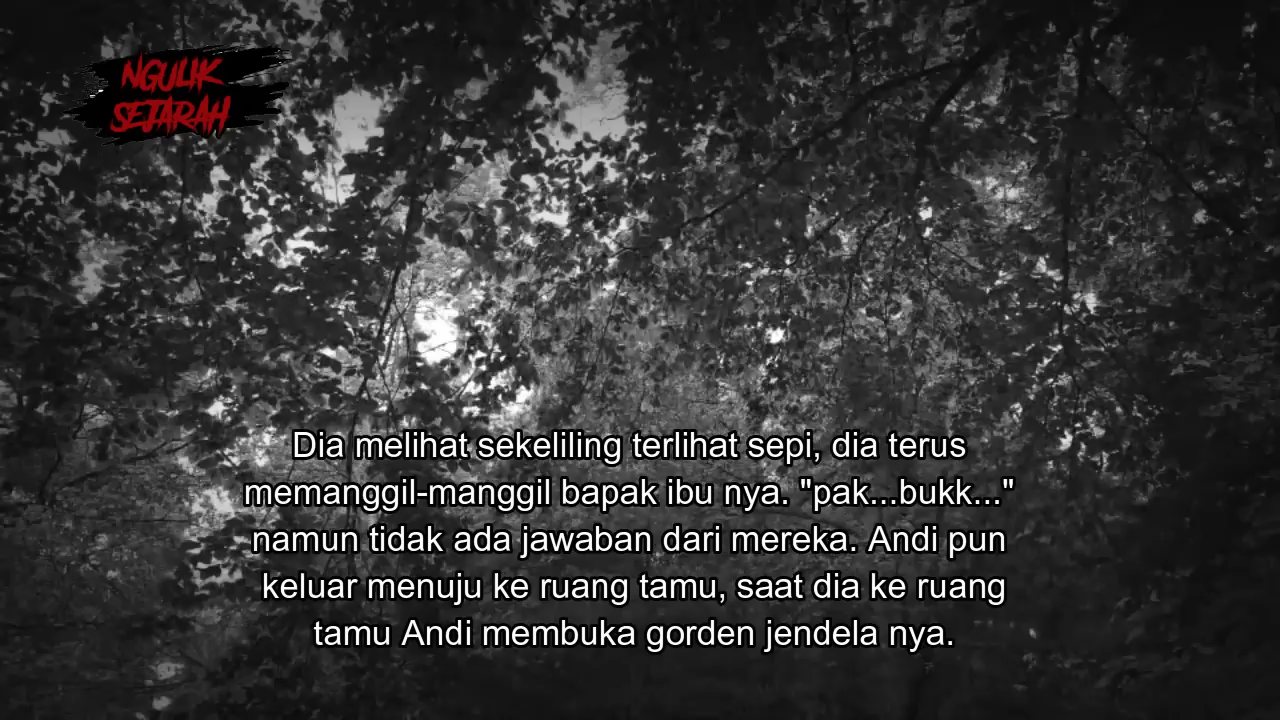 NGULIK
SEJARAH
Dia melihat sekeliling terlihat sepi, dia terus
memanggil-manggil bapak ibu nya. "pak...bukk..."
namun tidak ada jawaban dari mereka. Andi pun
keluar menuju ke ruang tamu, saat dia ke ruang
tamu Andi membuka gorden jendela nya.